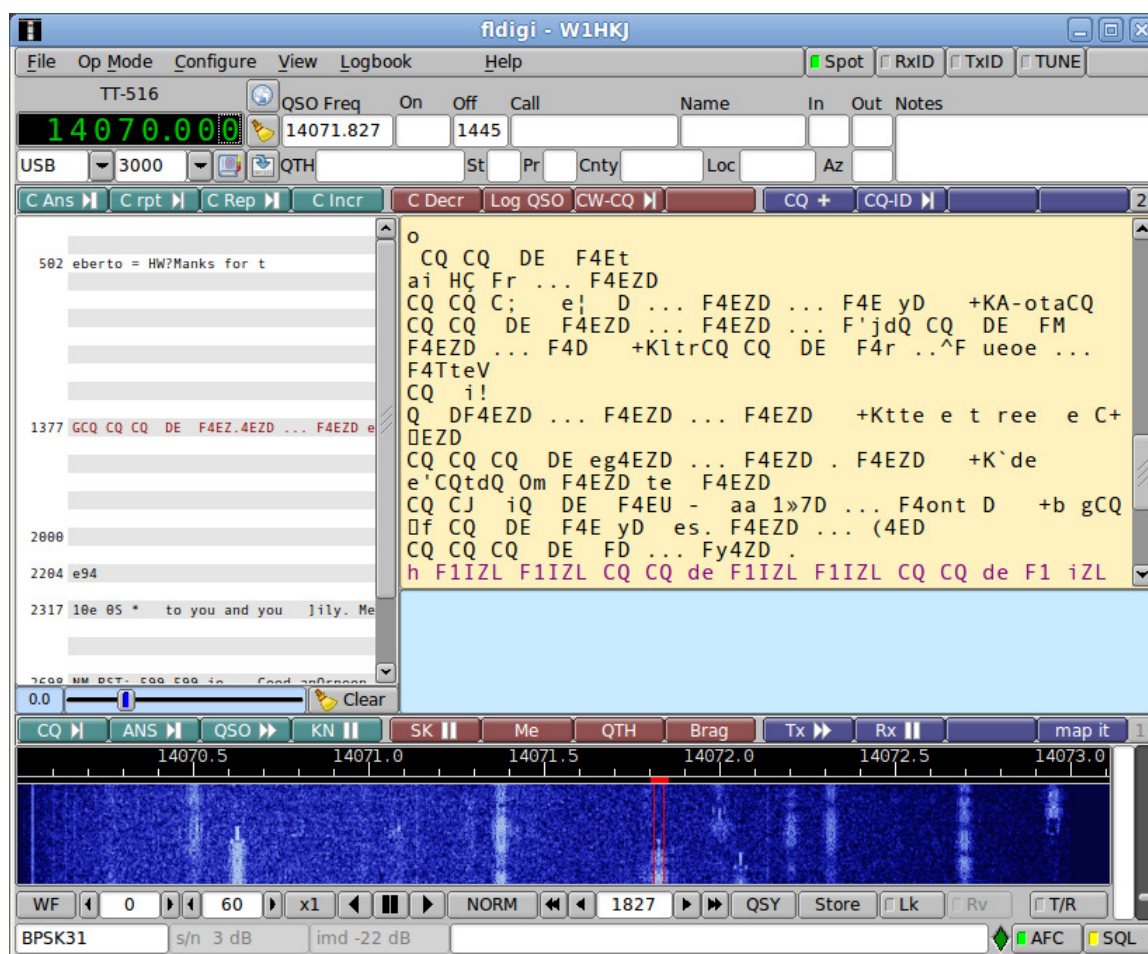 fldigi - W1HKJ
File Op Mode Configure View Logbook Help Spot RxID TxID TUNE
TT-516 QSO Freq On Off Call Name In Out Notes
14070.000 14071.827 1445
USB 3000 QTH St Pr Cnty Loc Az
C Ans C rpt C Rep C Incr C Decr Log QSO CW-CQ CQ + CQ-ID 2
502 eberto = HW?Manks for t
1377 GCQ CQ CQ DE F4EZ.4EZD ... F4EZD e
2000
2204 e94
2317 10e 0S * to you and you ]ily. Me
2698 NM RST: 599 599
0.0 Clear
o
CQ CQ DE F4Et
ai HÇ Fr ... F4EZD
CQ CQ C; e¦ D ... F4EZD ... F4E yD +KA-otaCQ
CQ CQ DE F4EZD ... F4EZD ... F'jdQ CQ DE FM
F4EZD ... F4D +KltrCQ CQ DE F4r ..^F ueoe ...
F4TteV
CQ i!
Q DF4EZD ... F4EZD ... F4EZD +Ktte e t ree e C+
EZD
CQ CQ CQ DE eg4EZD ... F4EZD . F4EZD +K`de
e'CQtdQ Om F4EZD te F4EZD
CQ CJ iQ DE F4EU - aa 1»7D ... F4ont D +b gCQ
f CQ DE F4E yD es. F4EZD ... (4ED
CQ CQ CQ DE FD ... Fy4ZD .
h F1IZL F1IZL CQ CQ de F1IZL F1IZL CQ CQ de F1 iZL
CQ ANS QSO KN SK Me QTH Brag Tx Rx map it 1
14070.5 14071.0 14071.5 14072.0 14072.5 14073.0
WF 0 60 x1 NORM 1827 QSY Store Lk Rv T/R
BPSK31 s/n 3 dB imd -22 dB AFC SQL